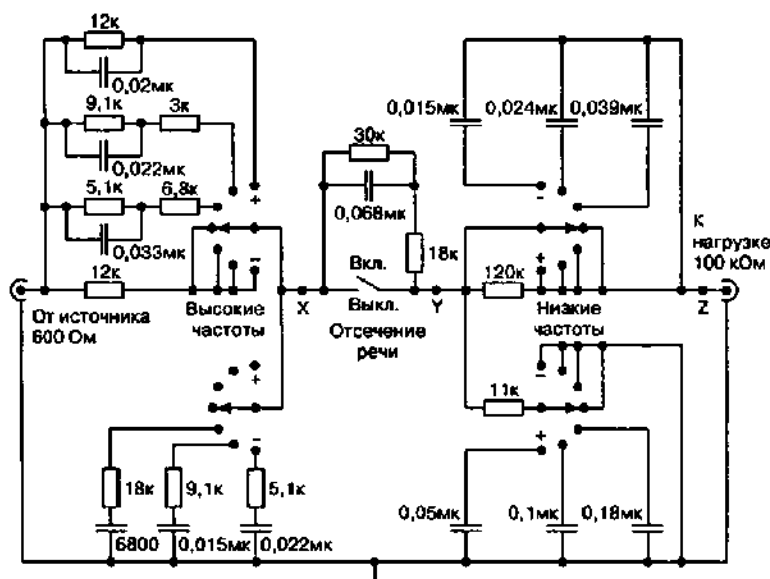 12к
0,02мк
9,1к
3к
0,022мк
5,1к
6,8к
0,033мк
12к
+
−
От источника
600 Ом
Высокие
частоты
X
30к
0,068мк
18к
Вкл.
Выкл.
Отсечение
речи
Y
0,015мк
0,024мк
0,039мк
−
+
120к
Низкие
частоты
К
нагрузке
100 кОм
Z
+
−
18к
9,1к
5,1к
6800
0,015мк
0,022мк
−
11к
+
0,05мк
0,1мк
0,18мк